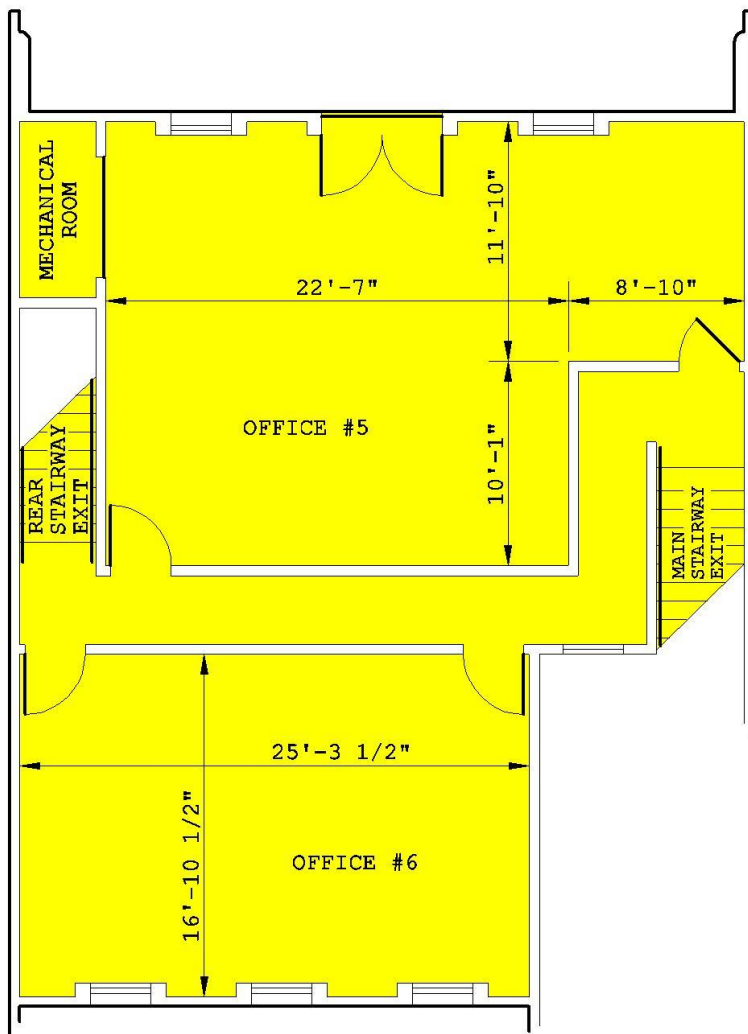 MECHANICAL
ROOM
11'-10"
22'-7"
8'-10"
OFFICE #5
10'-1"
REAR
STAIRWAY
EXIT
MAIN
STAIRWAY
EXIT
25'-3 1/2"
16'-10 1/2"
OFFICE #6